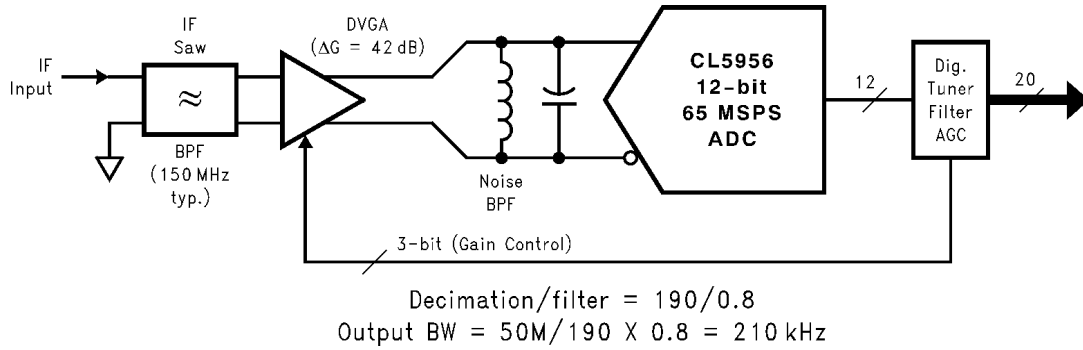 IF
Saw
DVGA
(ΔG = 42 dB)
IF
Input
≈
BPF
(150 MHz
typ.)
Noise
BPF
CL5956
12-bit
65 MSPS
ADC
12
Dig.
Tuner
Filter
AGC
20
3-bit (Gain Control)
Decimation/filter = 190/0.8
Output BW = 50M/190 X 0.8 = 210 kHz